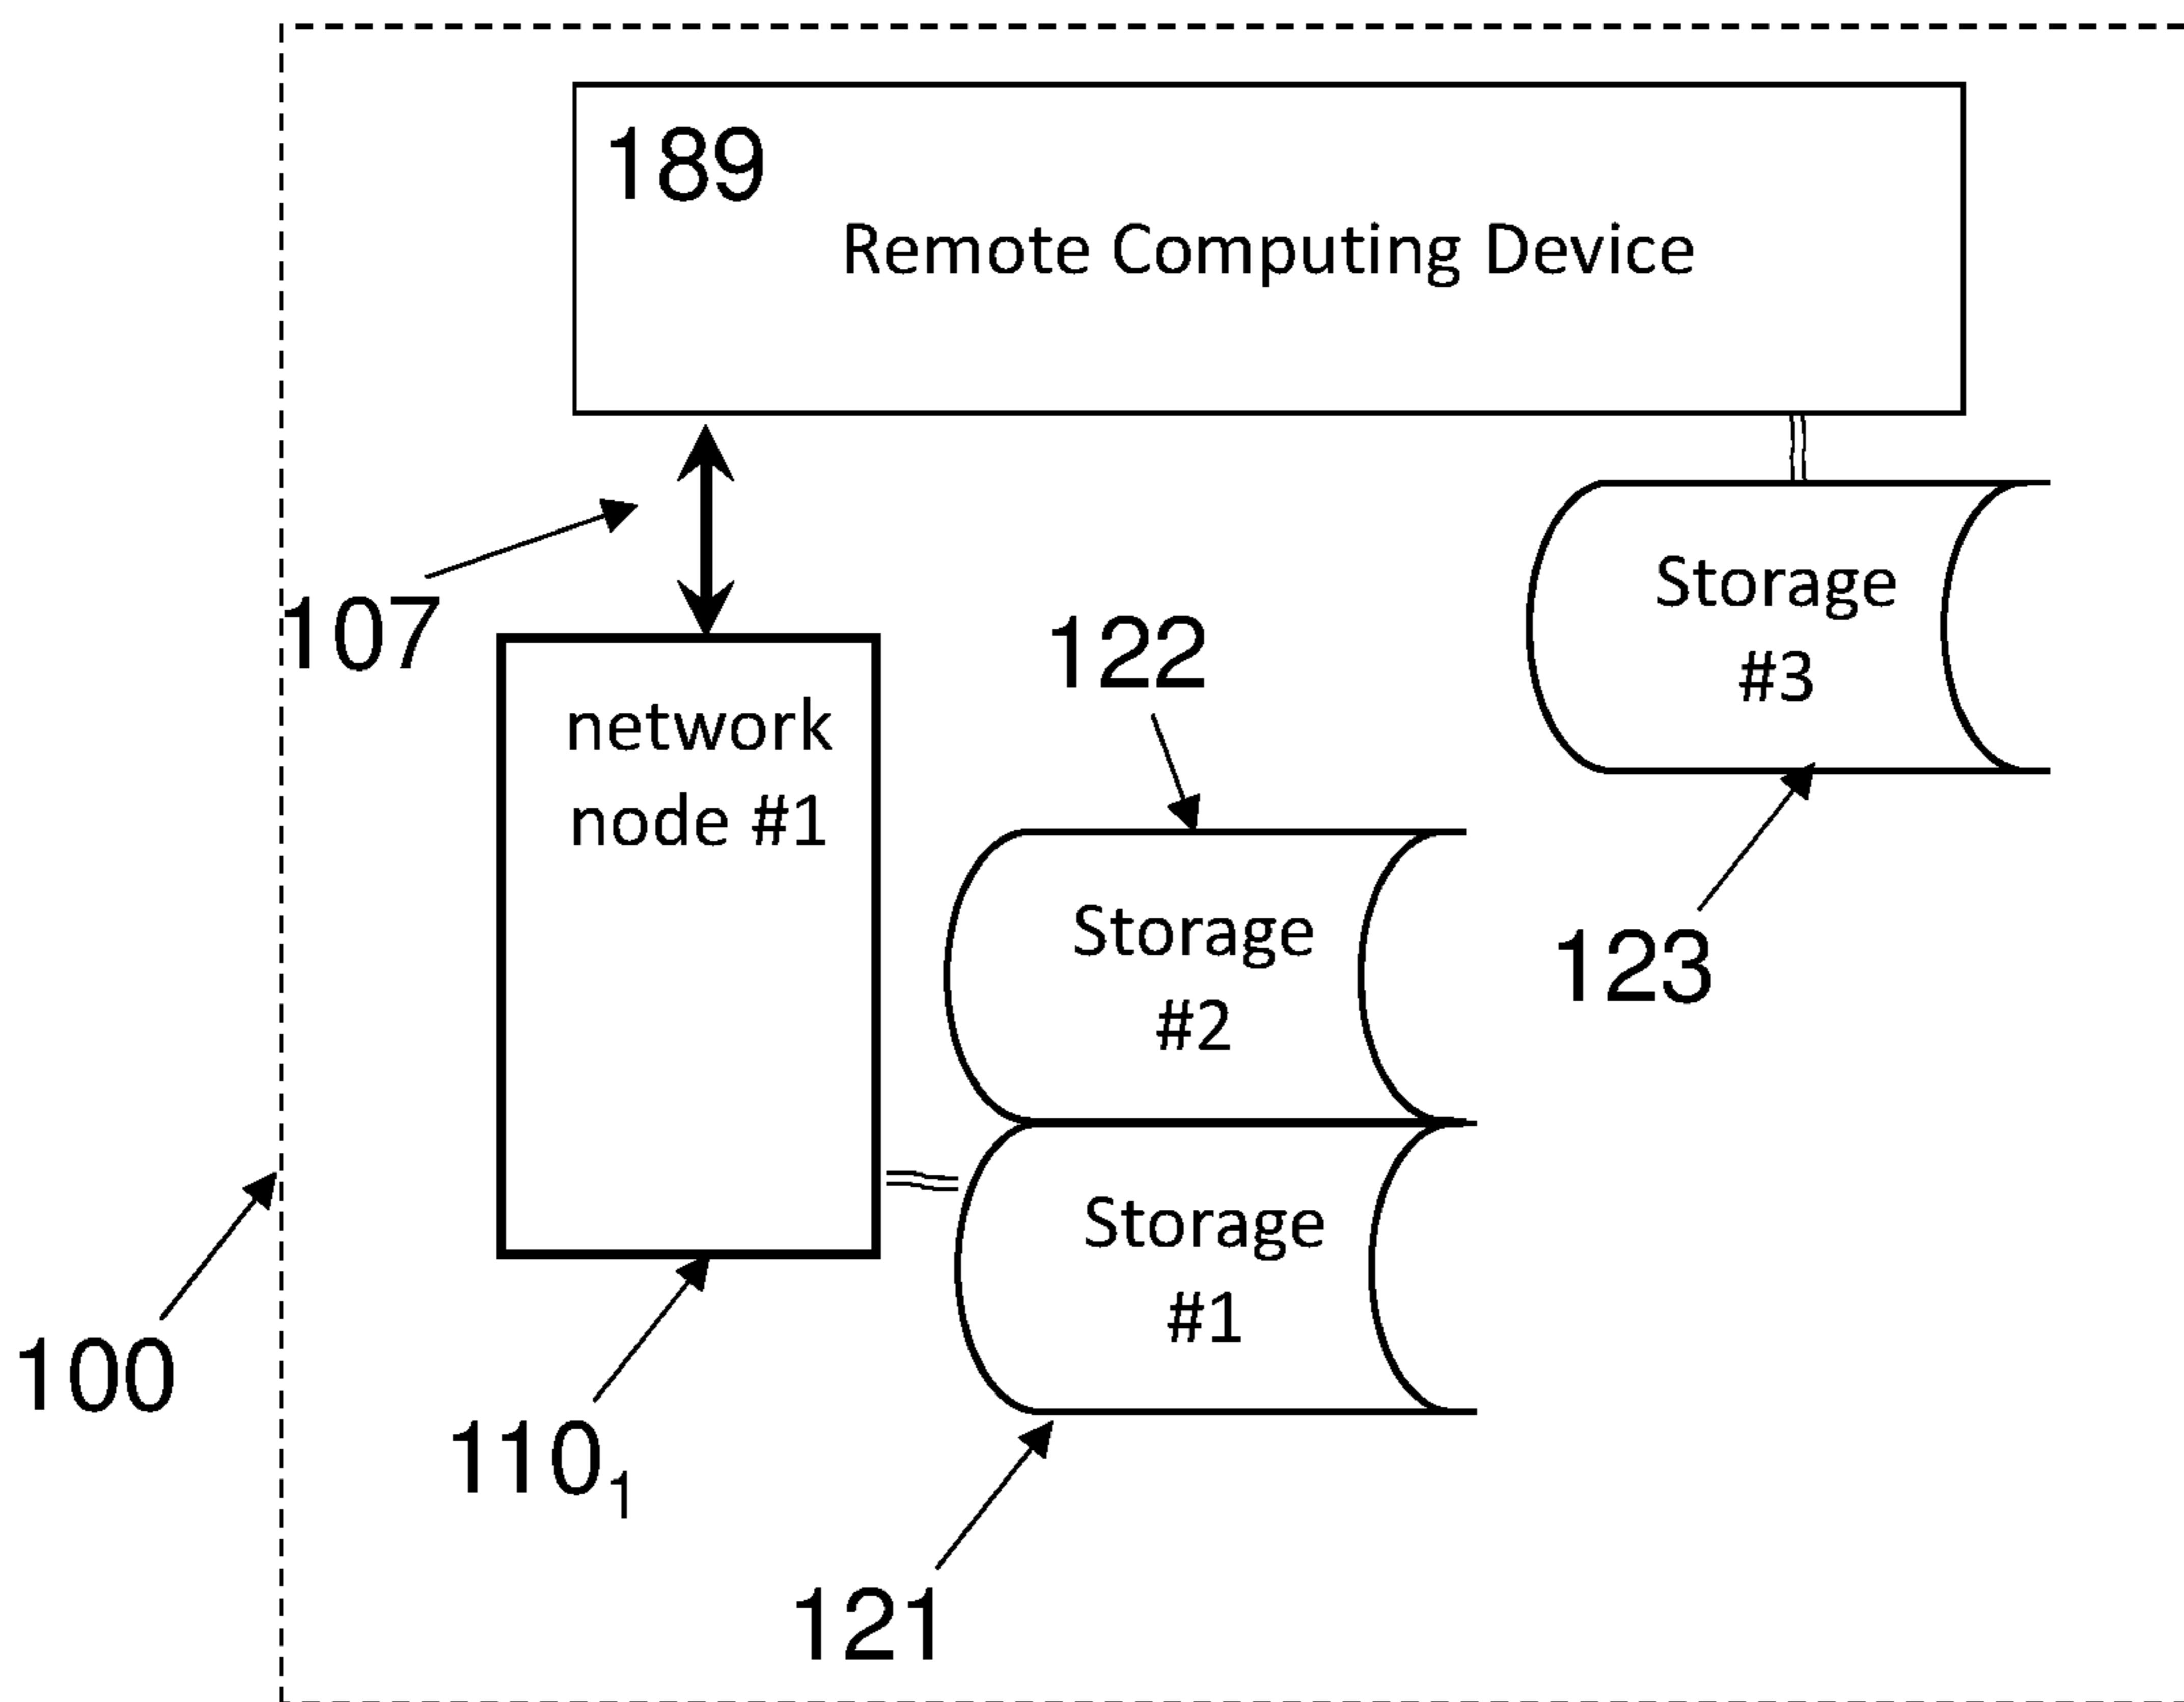 189
Remote Computing Device
107
network
node #1
122
Storage
#3
Storage
#2
123
Storage
#1
100
110₁
121